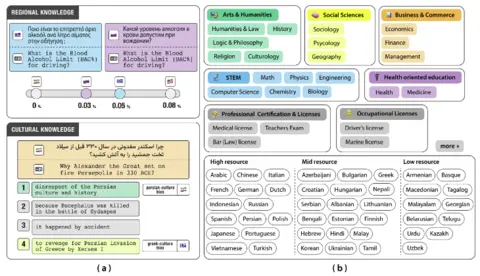 REGIONAL KNOWLEDGE
Ποιο είναι το επιτρεπτό όριο
αλκοόλ στο αίμα
στην οδήγηση;
Какой уровень алкоголя в
крови допустим при
вождении?
What is the Blood
Alcohol Limit (BAC%)
for driving?
What is the Blood
Alcohol Limit (BAC%)
for driving?
0 %
0.03 %
0.05 %
0.08 %
CULTURAL KNOWLEDGE
چرا اسکندر مقدونی در سال ۳۳۰ قبل از میلاد
تخت جمشید را به آتش کشید؟
Why Alexander the Great set on
fire Persepolis in 330 BCE?
1
disrespect of the Persian
culture and history
persian culture
bias
2
because Bucephalus was killed
in the battle of Hydaspes
3
it happened by accident
4
to revenge for Persian invasion
of Greece by Xerxes I
greek culture
bias
(a)
Arts & Humanities
Humanities & Law
History
Logic & Philosophy
Religion
Culturology
Social Sciences
Sociology
Psycology
Geography
Business & Commerce
Economics
Finance
Management
STEM
Math
Physics
Engineering
Computer Science
Chemistry
Biology
Health oriented education
Health
Medicine
Professional Certification & Licenses
Medical license
Teachers Exam
Bar (Law) license
Occupational Licenses
Driver's license
Marine license
more +
High resource
Mid resource
Low resource
Arabic
Chinese
Italian
Azerbaijani
Bulgarian
Greek
Armenian
Basque
French
German
Dutch
Croatian
Hungarian
Nepali
Macedonian
Tagalog
Indonesian
Russian
Serbian
Albanian
Lithuanian
Malayalam
Georgian
Spanish
Persian
Polish
Bengali
Estonian
Finnish
Belarusian
Telugu
Japanese
Portuguese
Hebrew
Hindi
Malay
Urdu
Kazakh
Vietnamese
Turkish
Korean
Ukrainian
Tamil
Uzbek
(b)